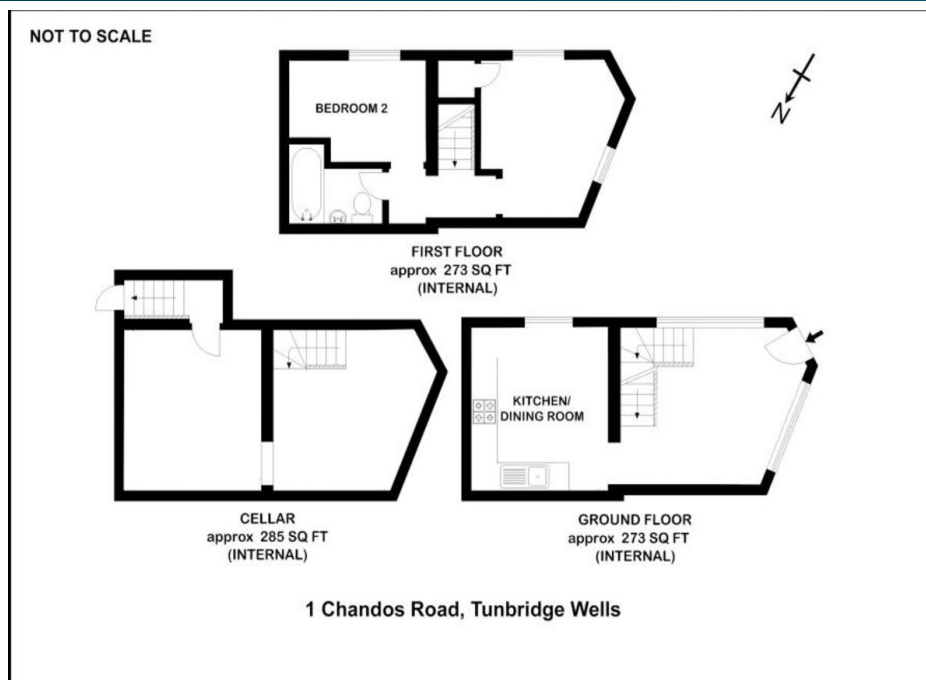 NOT TO SCALE
N
BEDROOM 2
FIRST FLOOR
approx 273 SQ FT
(INTERNAL)
KITCHEN/
DINING ROOM
CELLAR
approx 285 SQ FT
(INTERNAL)
GROUND FLOOR
approx 273 SQ FT
(INTERNAL)
1 Chandos Road, Tunbridge Wells